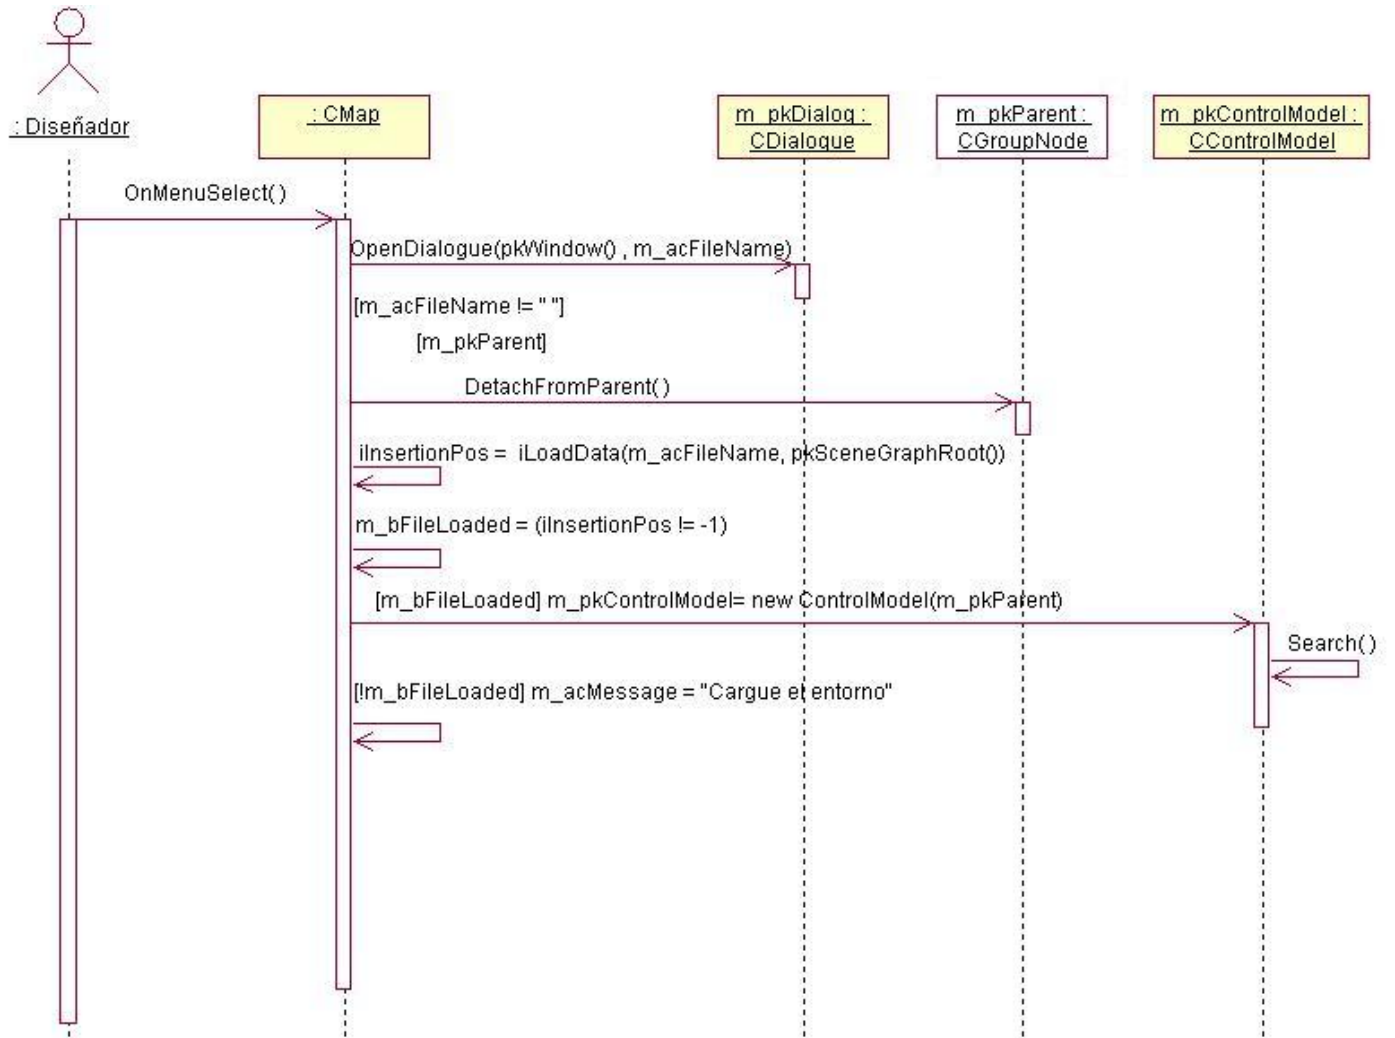 : Diseñador
: CMap
m_pkDialog :
CDialogue
m_pkParent :
CGroupNode
m_pkControlModel :
CControlModel
OnMenuSelect( )
OpenDialogue(pkWindow() , m_acFileName)
[m_acFileName != " "]
[m_pkParent]
DetachFromParent( )
iInsertionPos = iLoadData(m_acFileName, pkSceneGraphRoot())
m_bFileLoaded = (iInsertionPos != -1)
[m_bFileLoaded] m_pkControlModel= new ControlModel(m_pkParent)
Search( )
[!m_bFileLoaded] m_acMessage = "Cargue el entorno"